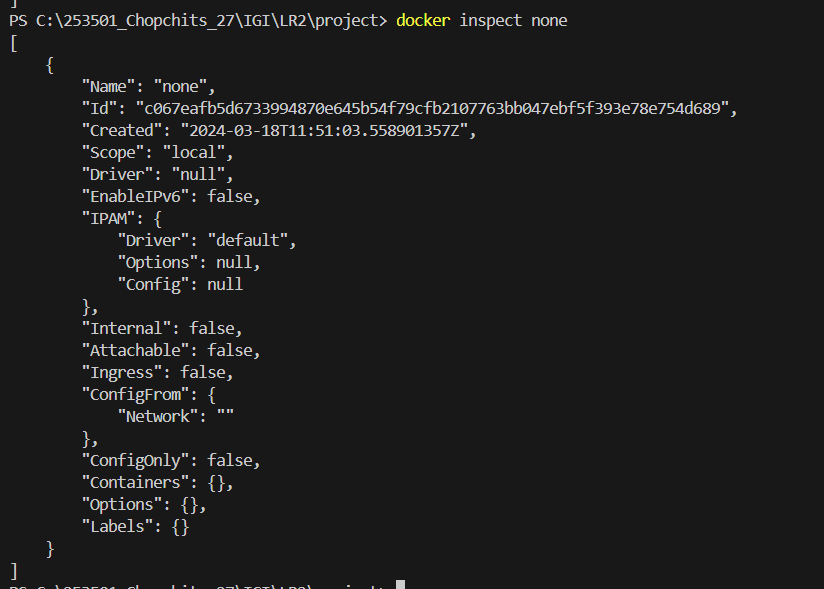 ]
PS C:\253501_Chopchits_27\IGI\LR2\project> docker inspect none
[
    {
        "Name": "none",
        "Id": "c067eafb5d6733994870e645b54f79cfb2107763bb047ebf5f393e78e754d689",
        "Created": "2024-03-18T11:51:03.558901357Z",
        "Scope": "local",
        "Driver": "null",
        "EnableIPv6": false,
        "IPAM": {
            "Driver": "default",
            "Options": null,
            "Config": null
        },
        "Internal": false,
        "Attachable": false,
        "Ingress": false,
        "ConfigFrom": {
            "Network": ""
        },
        "ConfigOnly": false,
        "Containers": {},
        "Options": {},
        "Labels": {}
    }
]
PS C:\253501_Chopchits_27\IGI\LR2\project>